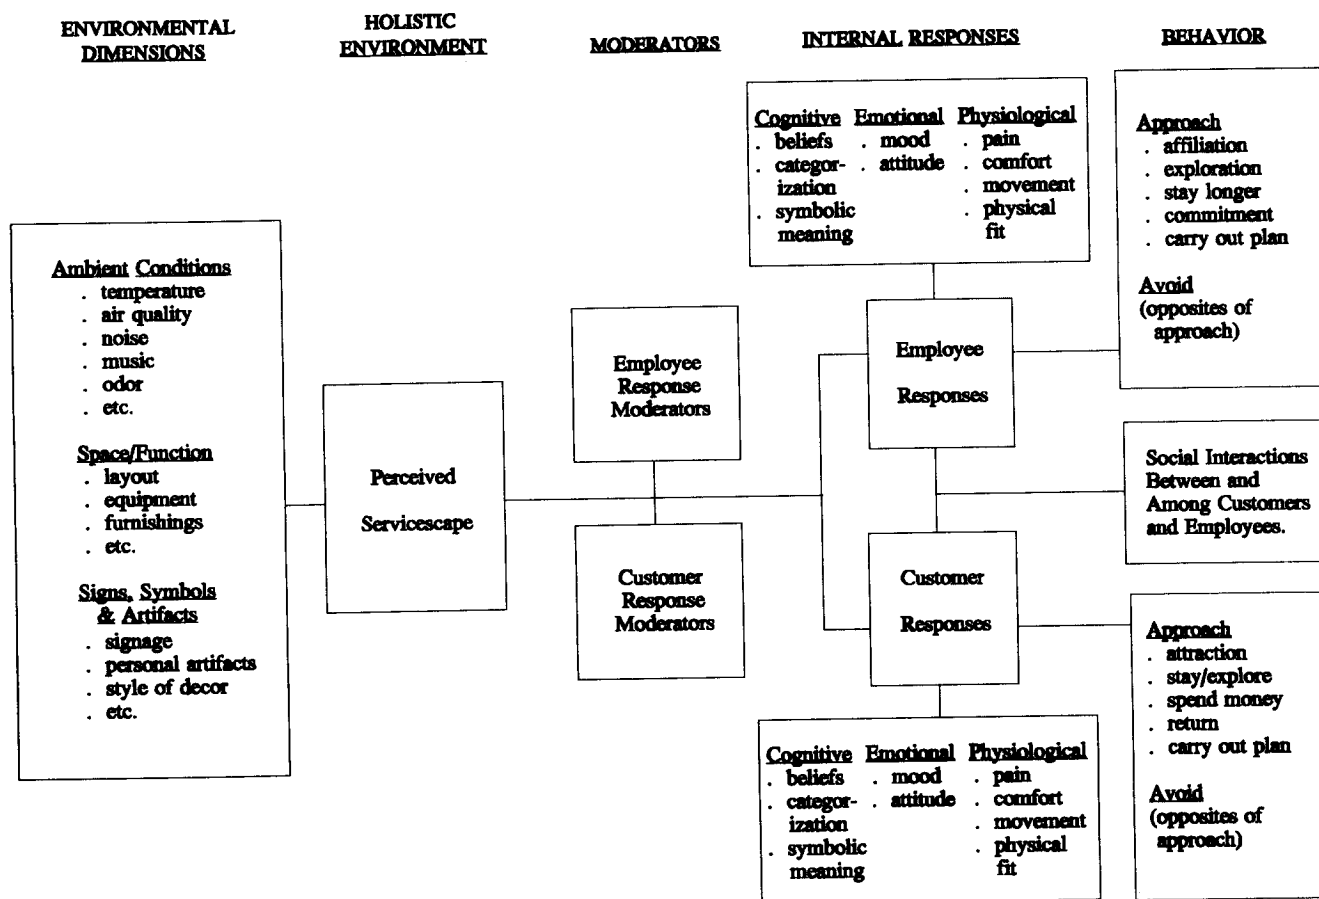 ENVIRONMENTAL
DIMENSIONS
HOLISTIC
ENVIRONMENT
MODERATORS
INTERNAL RESPONSES
BEHAVIOR
Ambient Conditions
. temperature
. air quality
. noise
. music
. odor
. etc.
Space/Function
. layout
. equipment
. furnishings
. etc.
Signs, Symbols
& Artifacts
. signage
. personal artifacts
. style of decor
. etc.
Perceived
Servicescape
Employee
Response
Moderators
Customer
Response
Moderators
Cognitive
. beliefs
. categor-
ization
. symbolic
meaning
Emotional
. mood
. attitude
Physiological
. pain
. comfort
. movement
. physical
fit
Employee
Responses
Customer
Responses
Cognitive
. beliefs
. categor-
ization
. symbolic
meaning
Emotional
. mood
. attitude
Physiological
. pain
. comfort
. movement
. physical
fit
Approach
. affiliation
. exploration
. stay longer
. commitment
. carry out plan
Avoid
(opposites of
approach)
Social Interactions
Between and
Among Customers
and Employees.
Approach
. attraction
. stay/explore
. spend money
. return
. carry out plan
Avoid
(opposites of
approach)